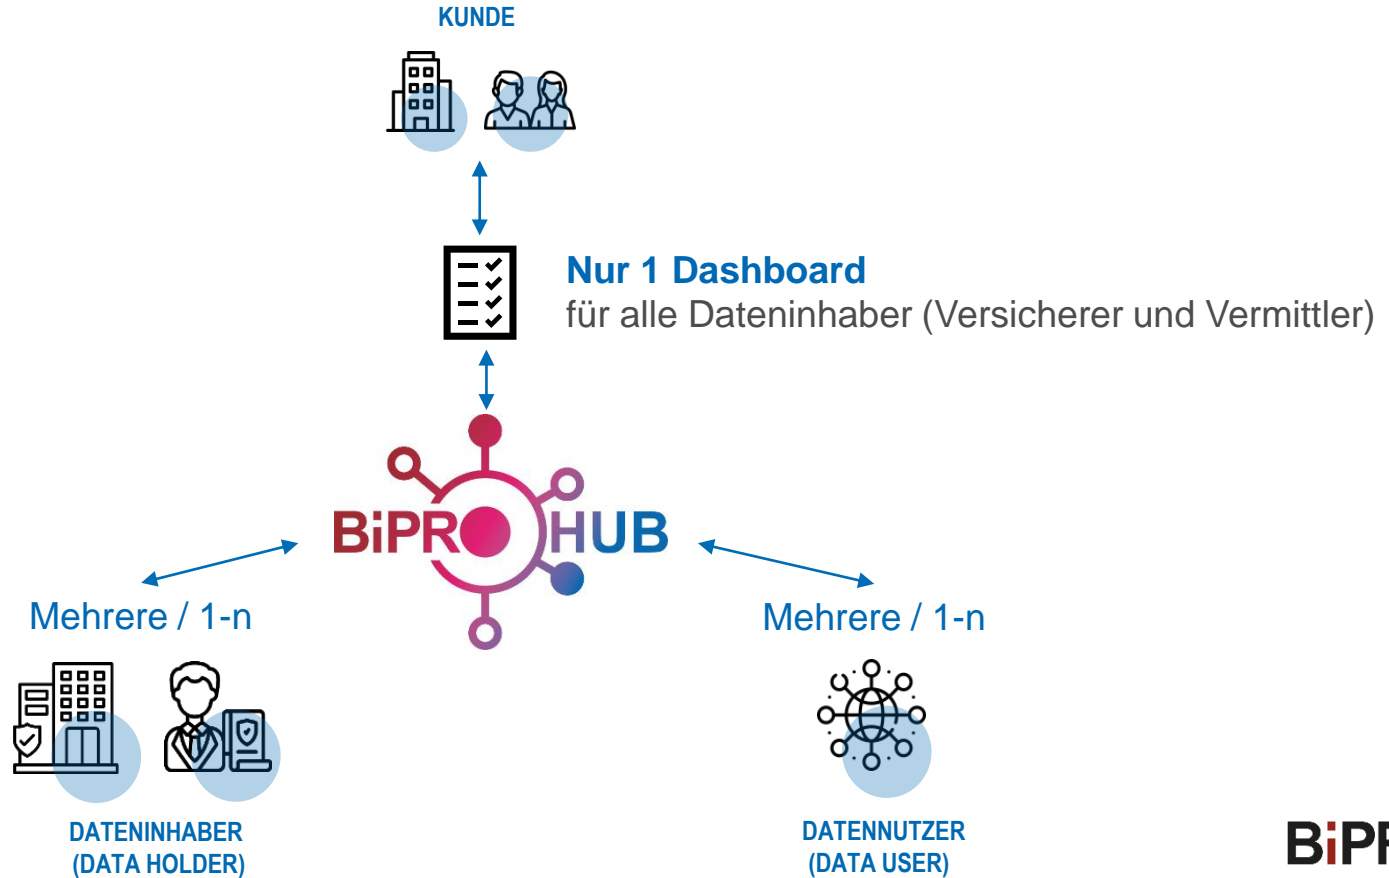 KUNDE
Nur 1 Dashboard
für alle Dateninhaber (Versicherer und Vermittler)
BiPRO HUB
Mehrere / 1-n
Mehrere / 1-n
DATENINHABER
(DATA HOLDER)
DATENNUTZER
(DATA USER)